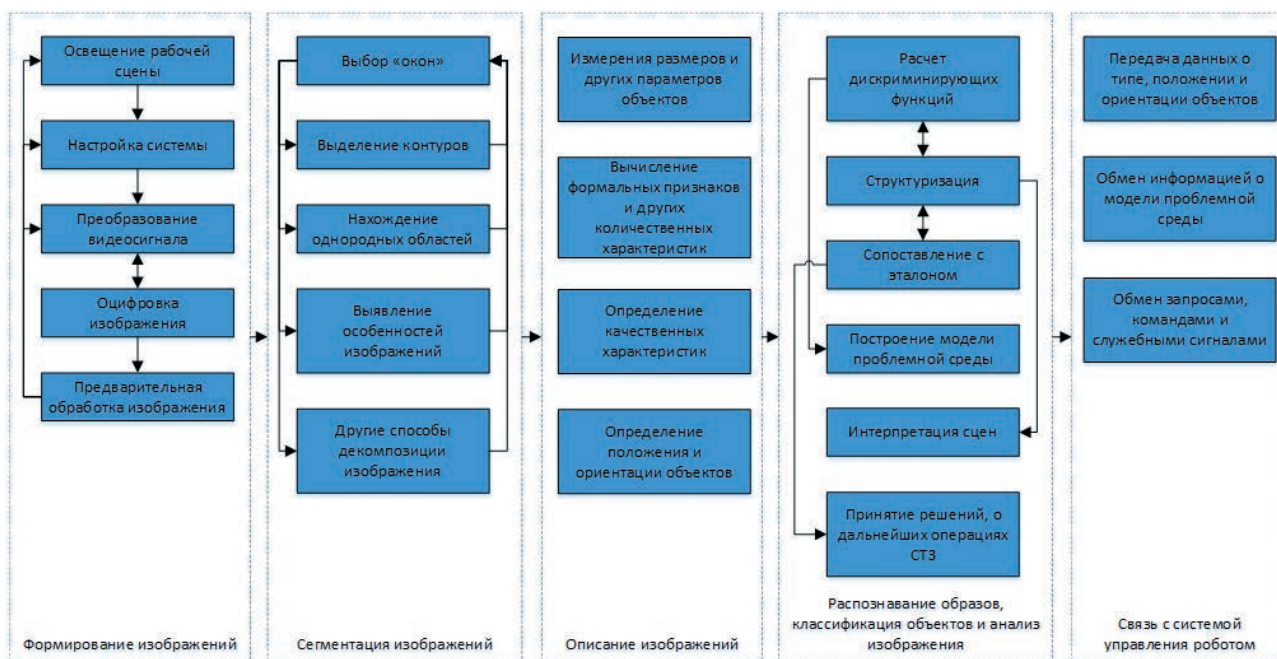 Освещение рабочей
сцены
Настройка системы
Преобразование
видеосигнала
Оцифровка
изображения
Предварительная
обработка изображения
Формирование изображений
Выбор «окон»
Выделение контуров
Нахождение
однородных областей
Выявление
особенностей
изображений
Другие способы
декомпозиции
изображения
Сегментация изображений
Измерения размеров и
других параметров
объектов
Вычисление
формальных признаков
и других
количественных
характеристик
Определение
качественных
характеристик
Определение
положения и
ориентации объектов
Описание изображений
Расчет
дискриминирующих
функций
Структуризация
Сопоставление с
эталоном
Построение модели
проблемной среды
Интерпретация сцен
Принятие решений, о
дальнейших операциях
СТЗ
Распознавание образов,
классификация объектов и анализ
изображения
Передача данных о
типе, положении и
ориентации объектов
Обмен информацией о
модели проблемной
среды
Обмен запросами,
командами и
служебными сигналами
Связь с системой
управления роботом